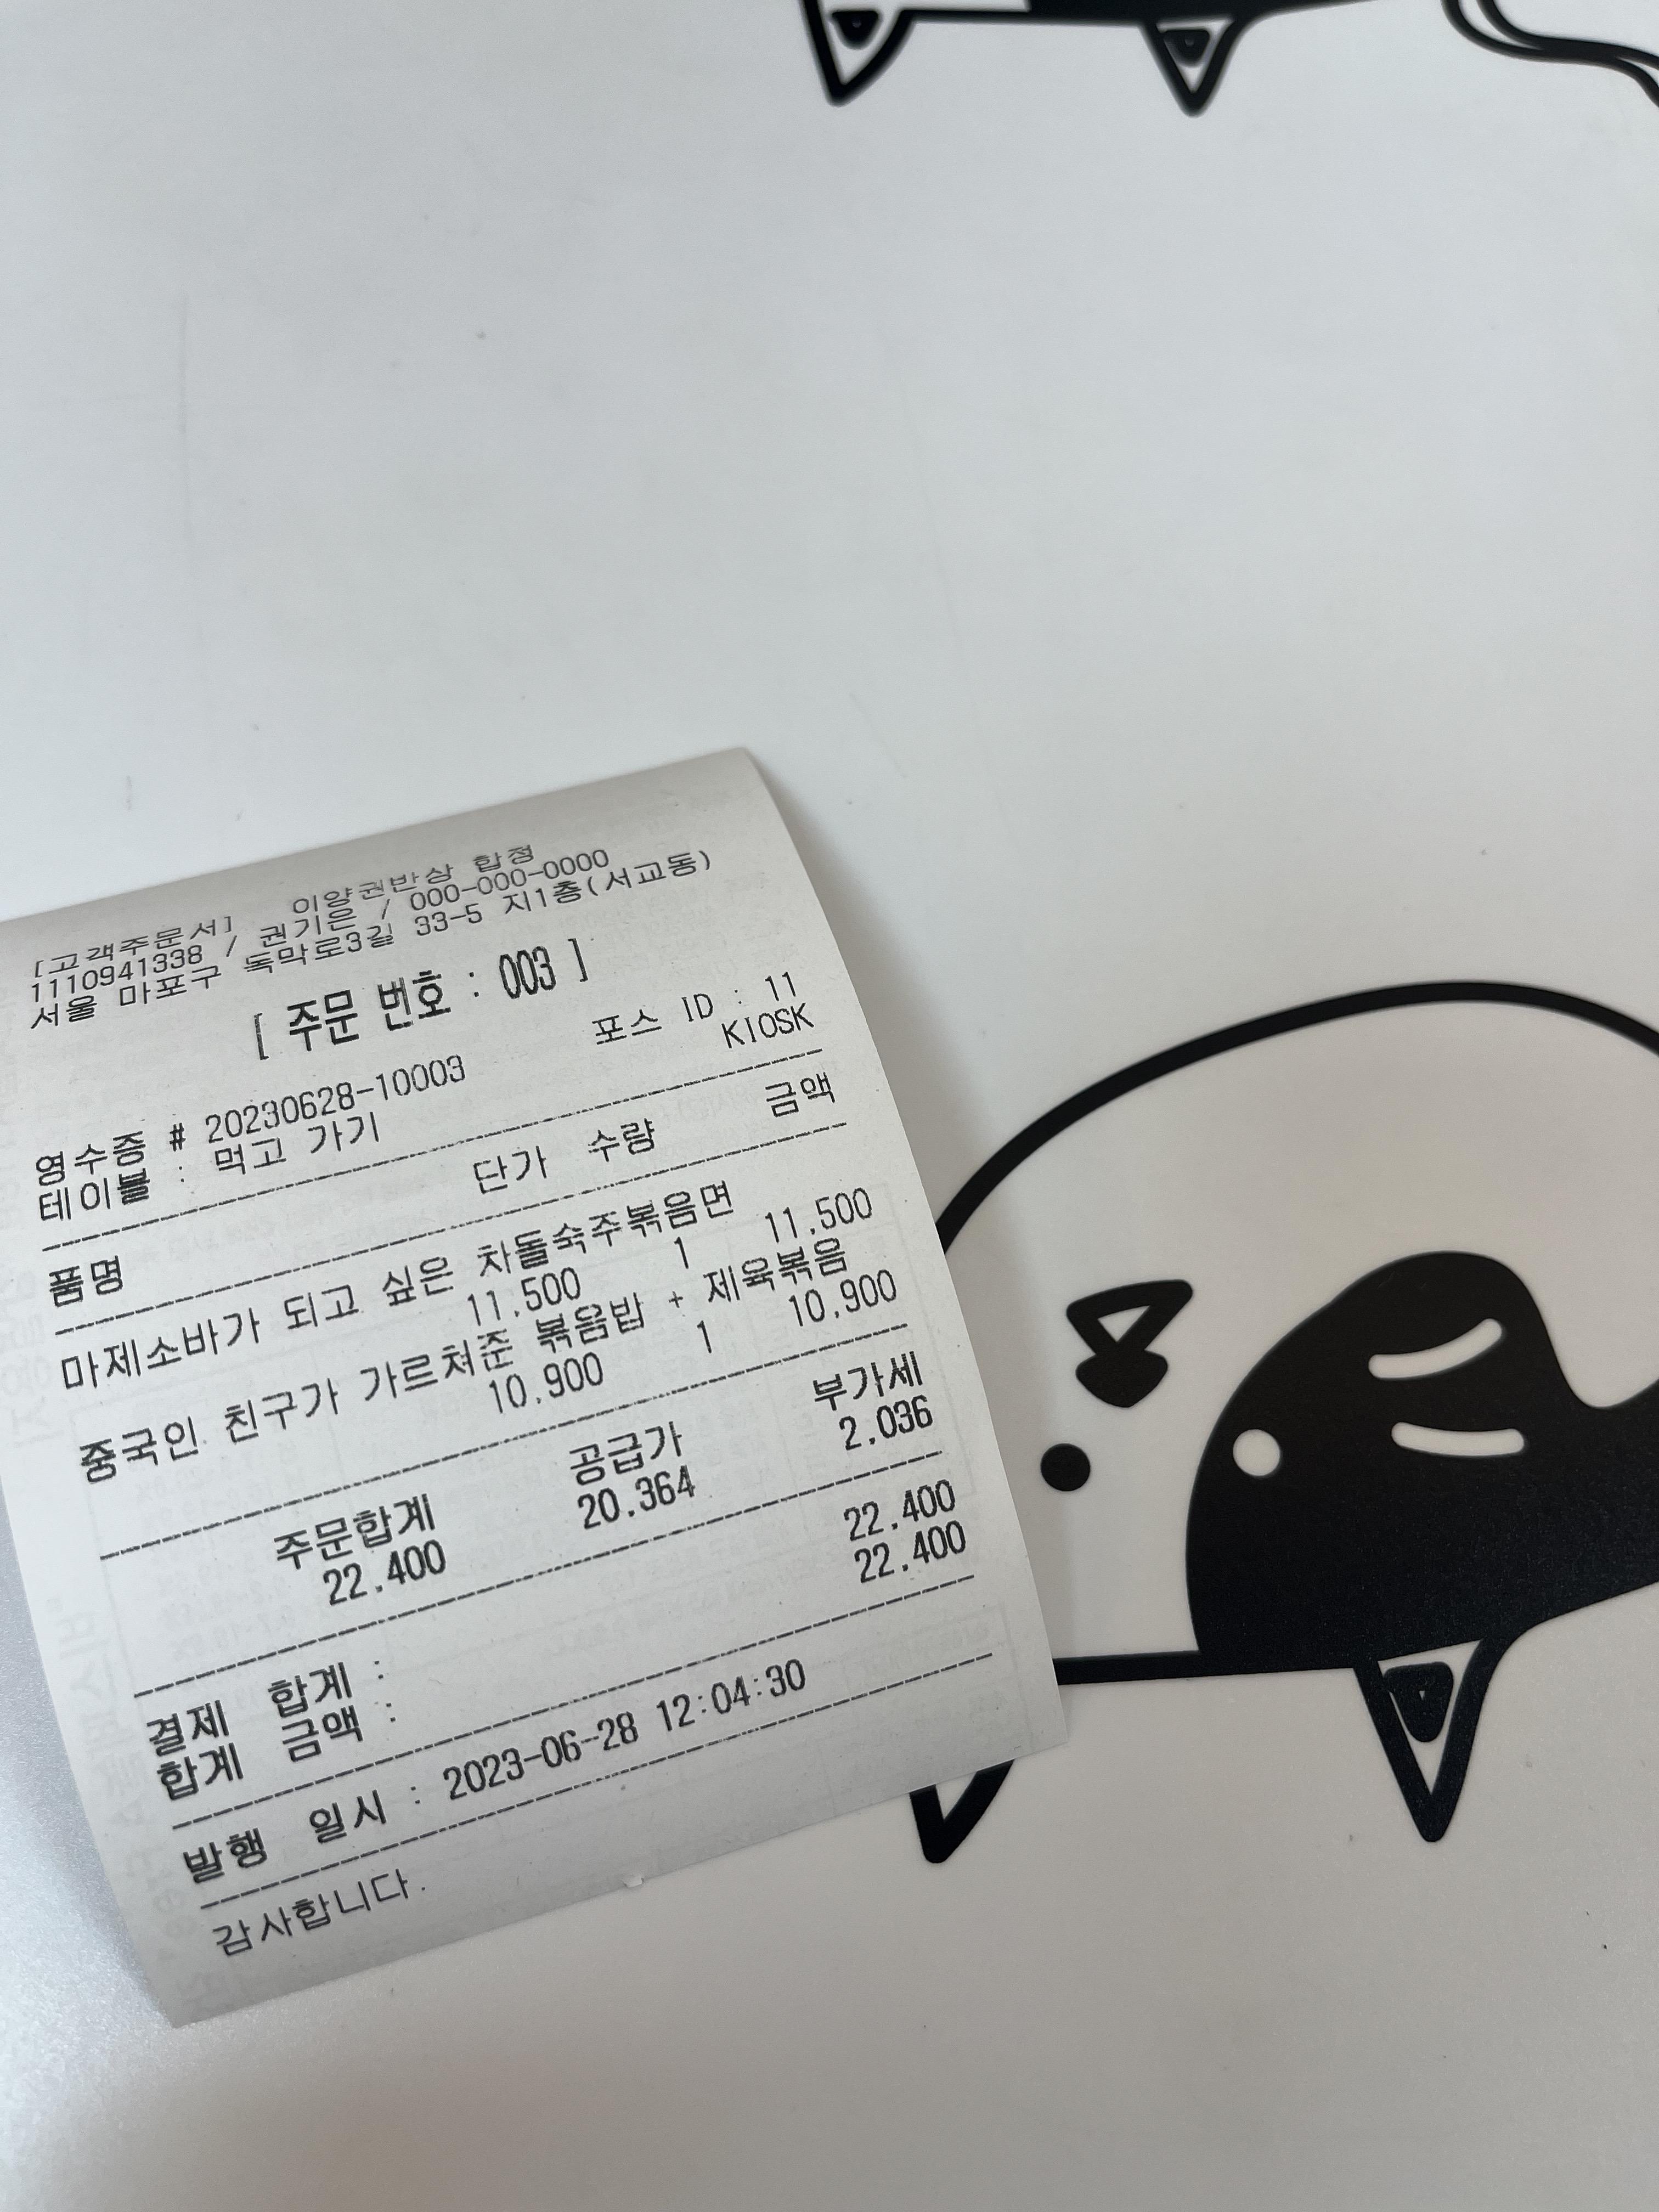 [고객주문서] 이양권반상 합정
1110941338 / 권기은 / 000-000-0000
서울 마포구 독막로3길 33-5 지1층(서교동)
[ 주문 번호 : 003 ]
포스 ID : 11
영수증 # 20230628-10003 KIOSK
테이블 : 먹고 가기
품명 단가 수량 금액
마제소바가 되고 싶은 차돌숙주볶음면
11.500 1 11.500
중국인 친구가 가르쳐준 볶음밥 + 제육볶음
10.900 1 10.900
주문합계 공급가 부가세
22.400 20.364 2.036
결제 합계 : 22.400
합계 금액 : 22.400
발행 일시 : 2023-06-28 12:04:30
감사합니다.